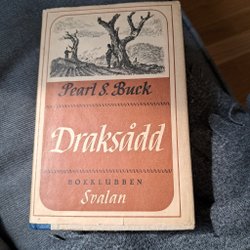 Pearl S. Buck
Draksådd
BOKKLUBBEN
Svalan